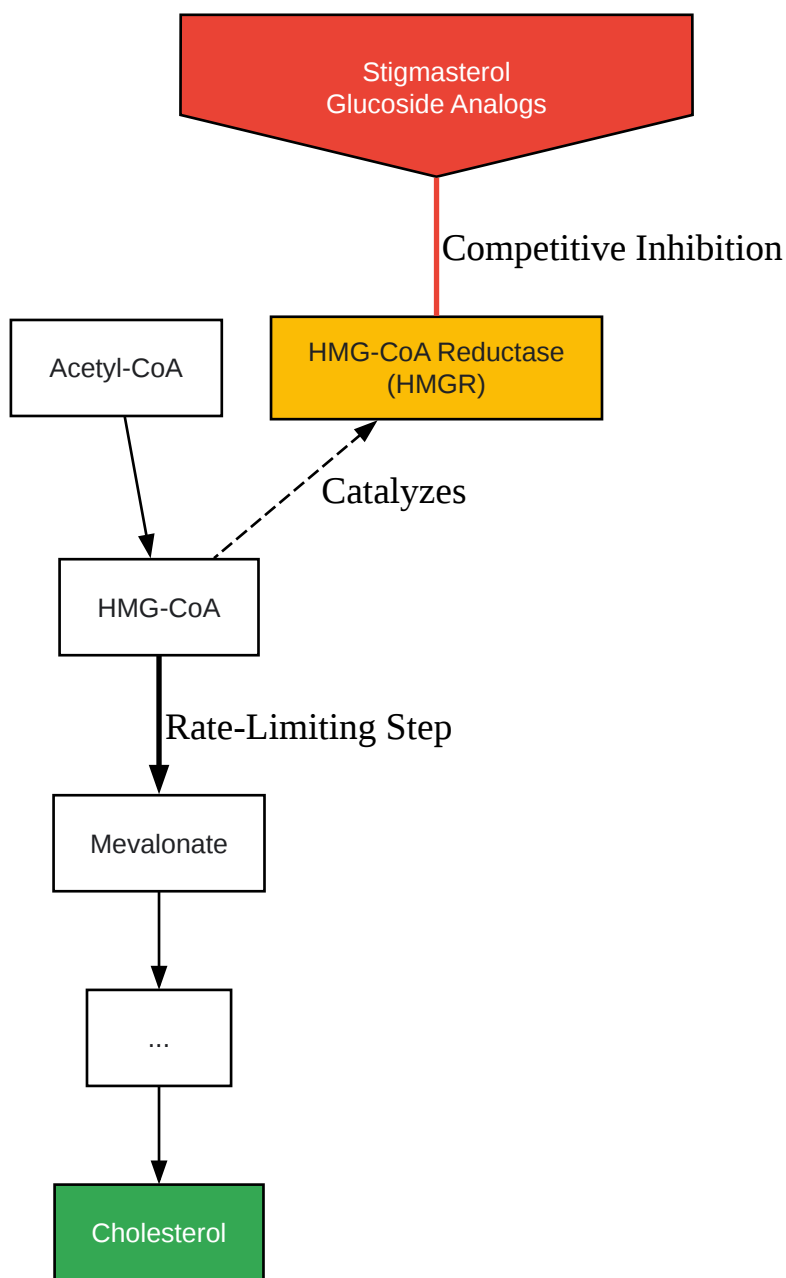 Stigmasterol
Glucoside Analogs
Competitive Inhibition
Acetyl-CoA
HMG-CoA Reductase
(HMGR)
Catalyzes
HMG-CoA
Rate-Limiting Step
Mevalonate
...
Cholesterol